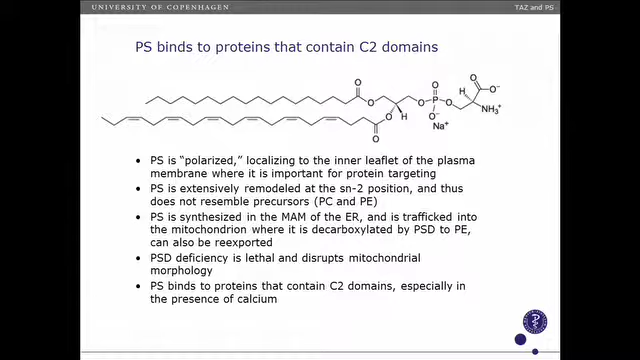 UNIVERSITY OF COPENHAGEN
TAZ and PS
PS binds to proteins that contain C2 domains
O
O
O
O
H
O
P
O
O-
Na+
O
H
O
O-
NH3+
• PS is “polarized,” localizing to the inner leaflet of the plasma
membrane where it is important for protein targeting
• PS is extensively remodeled at the sn-2 position, and thus
does not resemble precursors (PC and PE)
• PS is synthesized in the MAM of the ER, and is trafficked into
the mitochondrion where it is decarboxylated by PSD to PE,
can also be reexported
• PSD deficiency is lethal and disrupts mitochondrial
morphology
• PS binds to proteins that contain C2 domains, especially in
the presence of calcium